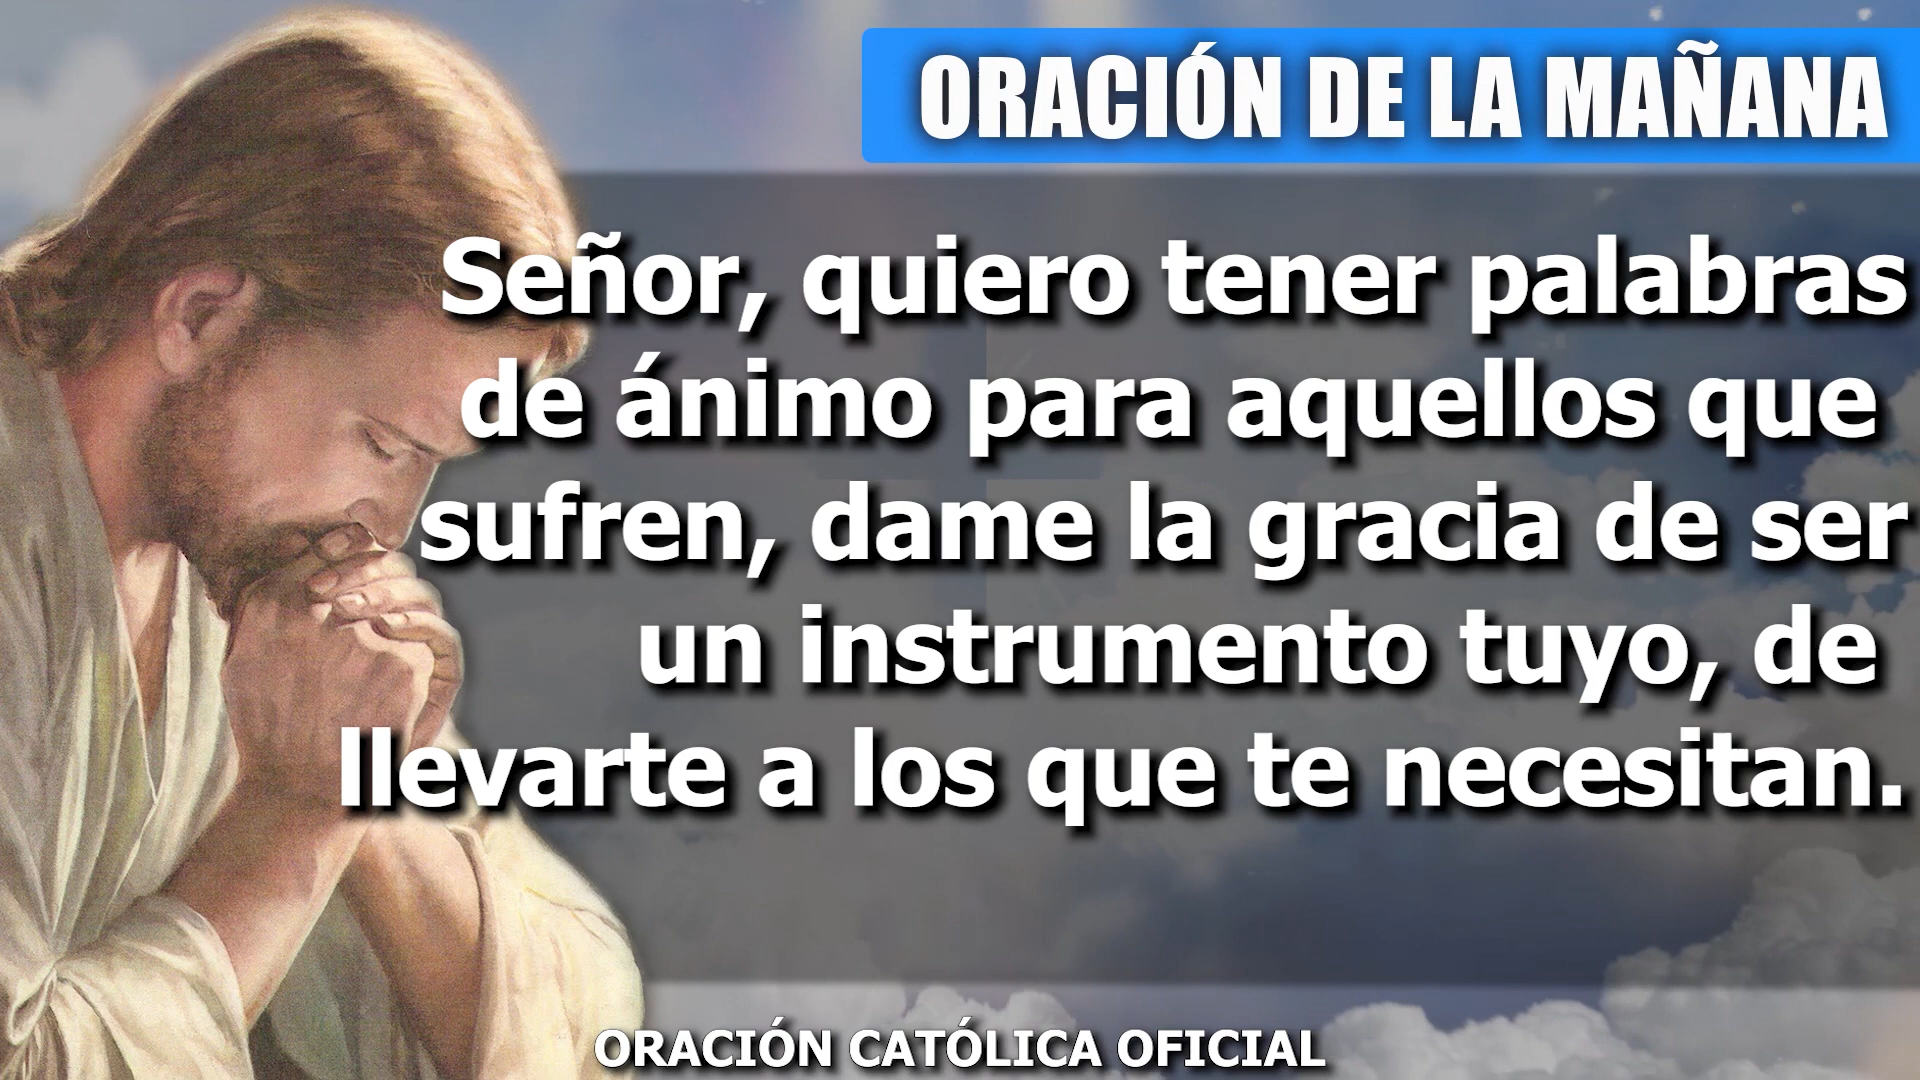 ORACIÓN DE LA MAÑANA
Señor, quiero tener palabras
de ánimo para aquellos que
sufren, dame la gracia de ser
un instrumento tuyo, de
llevarte a los que te necesitan.
ORACIÓN CATÓLICA OFICIAL